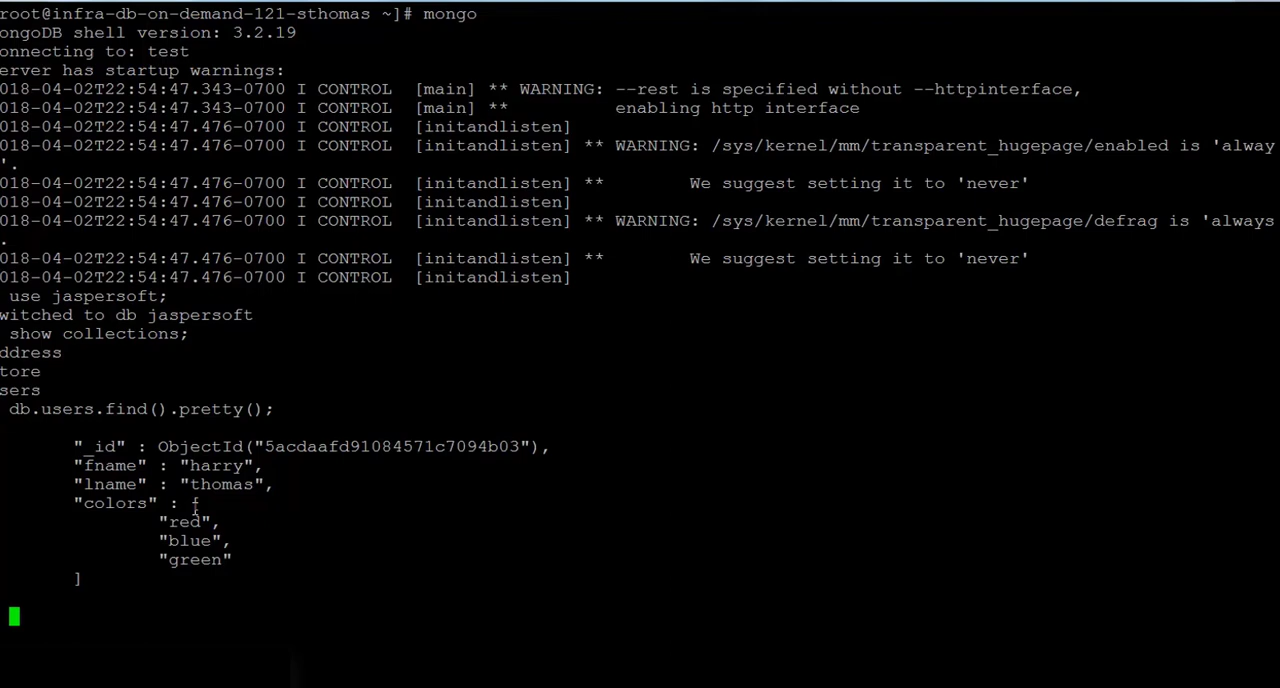 root@infra-db-on-demand-121-sthomas ~]# mongo
ongoDB shell version: 3.2.19
onnecting to: test
erver has startup warnings:
018-04-02T22:54:47.343-0700 I CONTROL  [main] ** WARNING: --rest is specified without --httpinterface,
018-04-02T22:54:47.343-0700 I CONTROL  [main] **          enabling http interface
018-04-02T22:54:47.476-0700 I CONTROL  [initandlisten]
018-04-02T22:54:47.476-0700 I CONTROL  [initandlisten] ** WARNING: /sys/kernel/mm/transparent_hugepage/enabled is 'alway
'.
018-04-02T22:54:47.476-0700 I CONTROL  [initandlisten] **        We suggest setting it to 'never'
018-04-02T22:54:47.476-0700 I CONTROL  [initandlisten]
018-04-02T22:54:47.476-0700 I CONTROL  [initandlisten] ** WARNING: /sys/kernel/mm/transparent_hugepage/defrag is 'always
.
018-04-02T22:54:47.476-0700 I CONTROL  [initandlisten] **        We suggest setting it to 'never'
018-04-02T22:54:47.476-0700 I CONTROL  [initandlisten]
use jaspersoft;
witched to db jaspersoft
show collections;
ddress
tore
sers
db.users.find().pretty();
"_id" : ObjectId("5acdaafd91084571c7094b03"),
"fname" : "harry",
"lname" : "thomas",
"colors" : [
"red",
"blue",
"green"
]